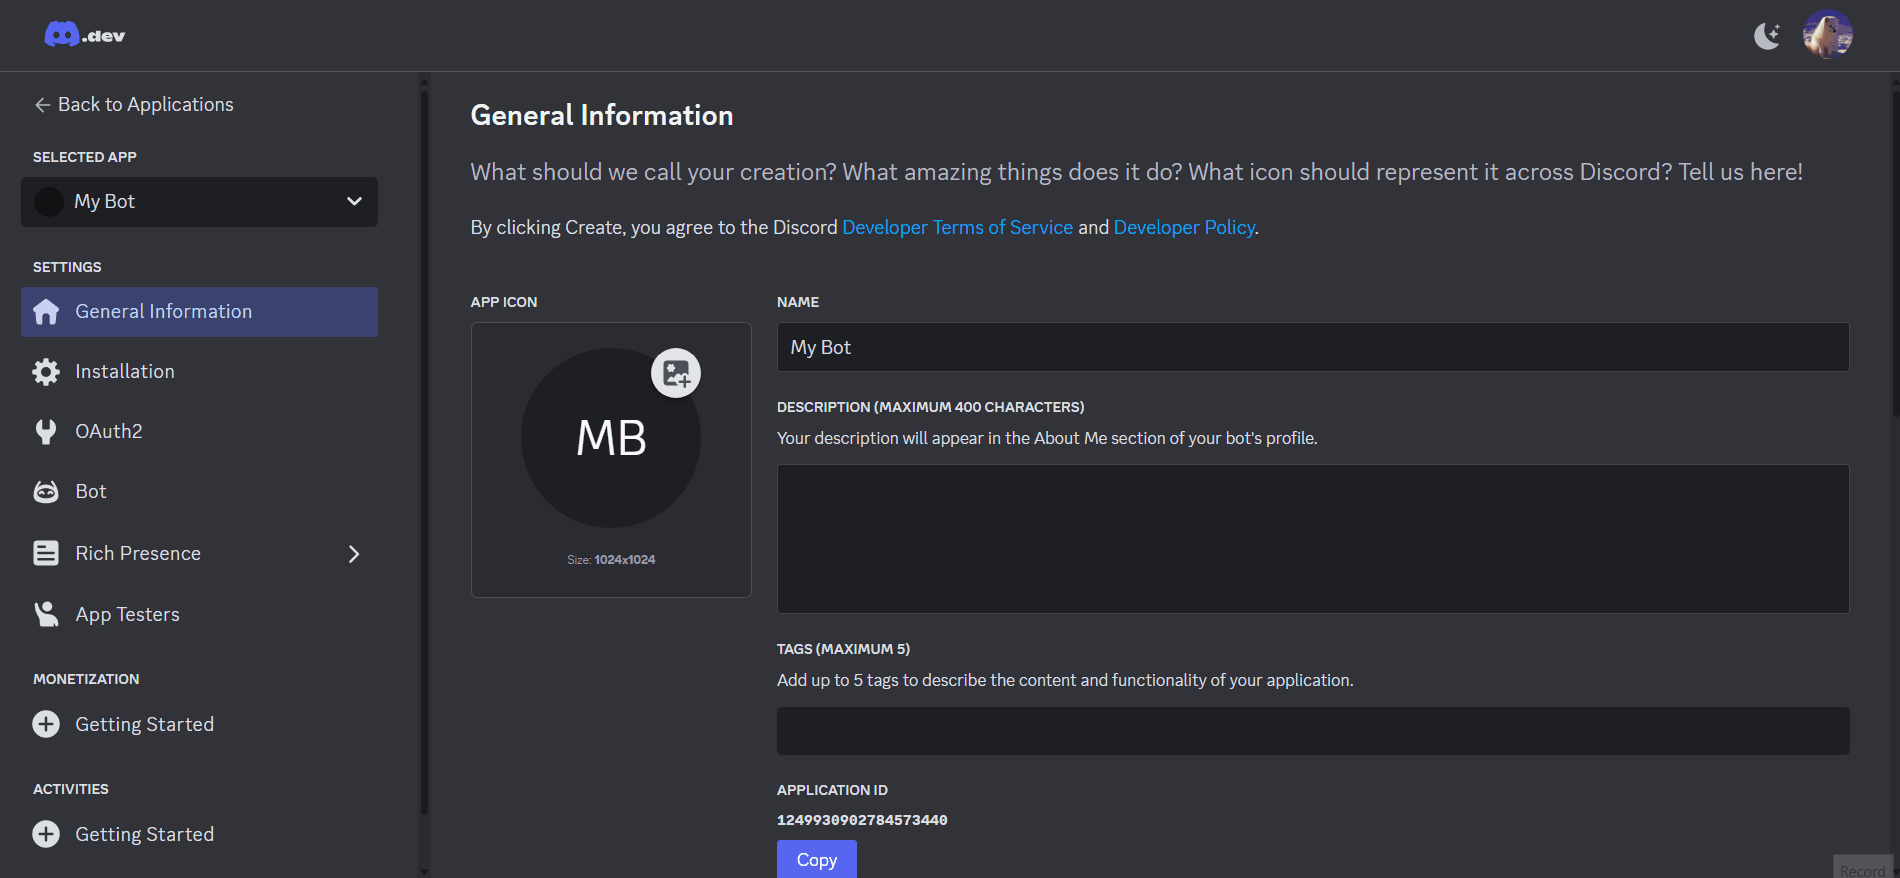 .dev
Back to Applications
SELECTED APP
My Bot
SETTINGS
General Information
Installation
OAuth2
Bot
Rich Presence
App Testers
MONETIZATION
Getting Started
ACTIVITIES
Getting Started
General Information
What should we call your creation? What amazing things does it do? What icon should represent it across Discord? Tell us here!
By clicking Create, you agree to the Discord Developer Terms of Service and Developer Policy.
APP ICON
MB
Size: 1024x1024
NAME
My Bot
DESCRIPTION (MAXIMUM 400 CHARACTERS)
Your description will appear in the About Me section of your bot's profile.
TAGS (MAXIMUM 5)
Add up to 5 tags to describe the content and functionality of your application.
APPLICATION ID
1249930902784573440
Copy
Record